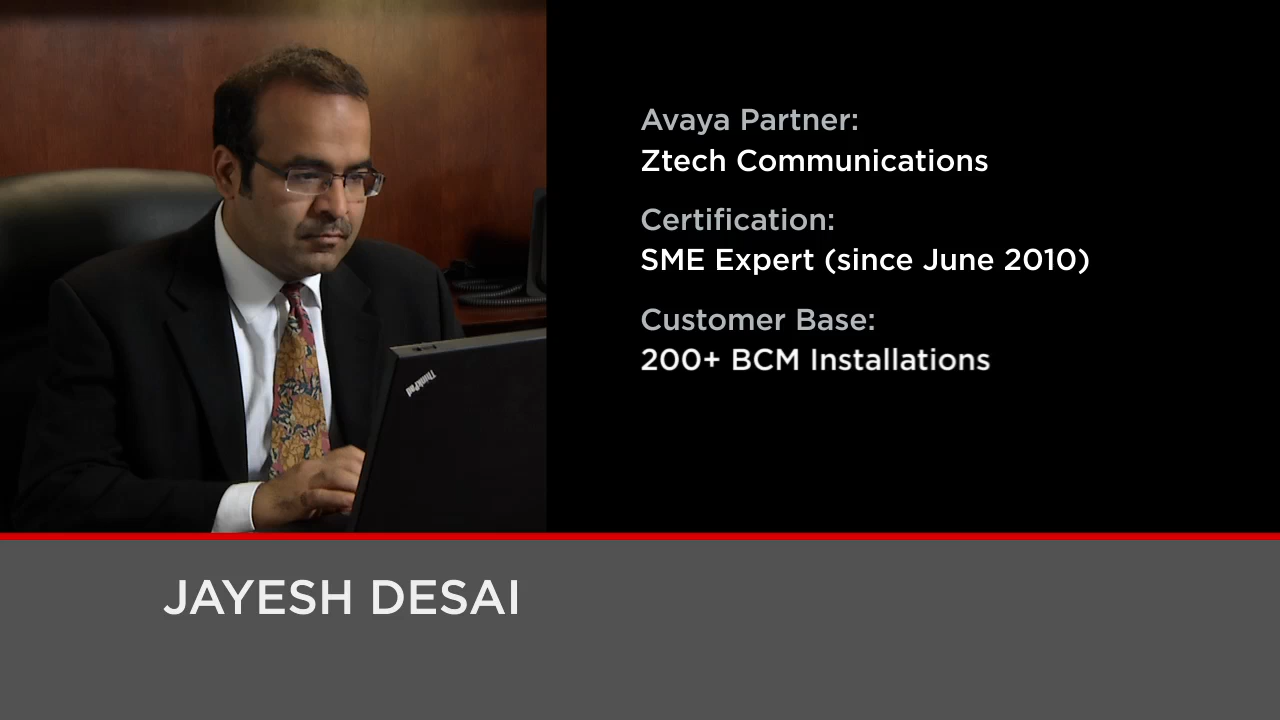 Avaya Partner:
Ztech Communications
Certification:
SME Expert (since June 2010)
Customer Base:
200+ BCM Installations
ThinkPad
JAYESH DESAI